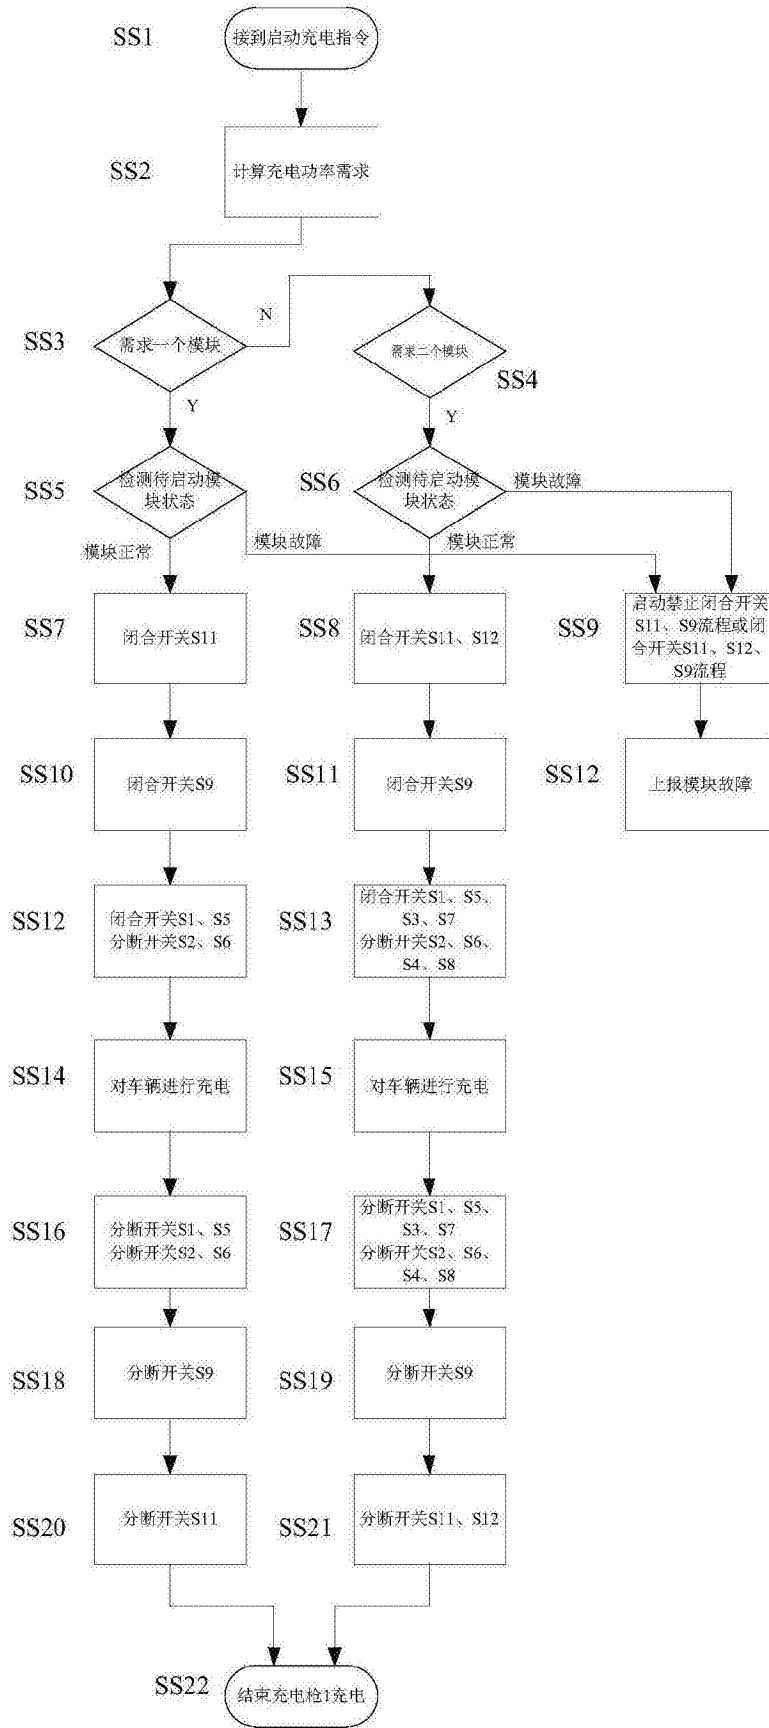 SS1
接到启动充电指令
SS2
计算充电功率需求
SS3
需求一个模块
N
需求二个模块
SS4
Y
Y
SS5
检测待启动模
块状态
SS6
检测待启动模
块状态
模块故障
模块正常
模块故障
模块正常
SS7
闭合开关S11
SS8
闭合开关S11、S12
SS9
启动禁止闭合开关
S11、S9流程或闭
合开关S11、S12、
S9流程
SS10
闭合开关S9
SS11
闭合开关S9
SS12
上报模块故障
SS12
闭合开关S1、S5
分断开关S2、S6
SS13
闭合开关S1、S5、
S3、S7
分断开关S2、S6、
S4、S8
SS14
对车辆进行充电
SS15
对车辆进行充电
SS16
分断开关S1、S5
分断开关S2、S6
SS17
分断开关S1、S5、
S3、S7
分断开关S2、S6、
S4、S8
SS18
分断开关S9
SS19
分断开关S9
SS20
分断开关S11
SS21
分断开关S11、S12
SS22
结束充电枪1充电